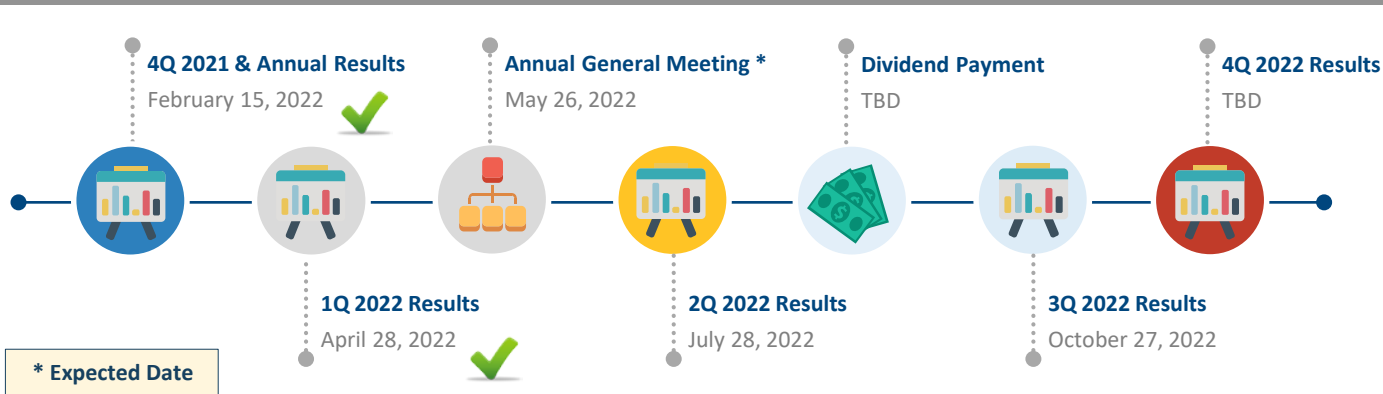 4Q 2021 & Annual Results
February 15, 2022
Annual General Meeting *
May 26, 2022
Dividend Payment
TBD
4Q 2022 Results
TBD
1Q 2022 Results
April 28, 2022
2Q 2022 Results
July 28, 2022
3Q 2022 Results
October 27, 2022
* Expected Date